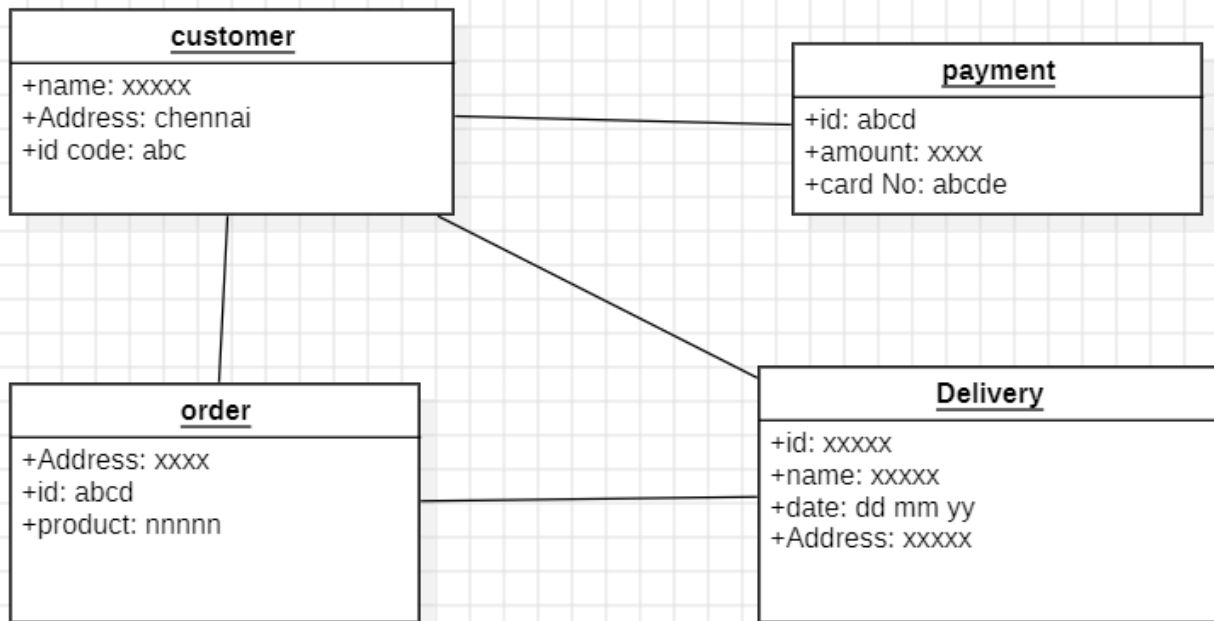 customer
+name: xxxxx
+Address: chennai
+id code: abc
payment
+id: abcd
+amount: xxxx
+card No: abcde
order
+Address: xxxx
+id: abcd
+product: nnnnn
Delivery
+id: xxxxx
+name: xxxxx
+date: dd mm yy
+Address: xxxxx